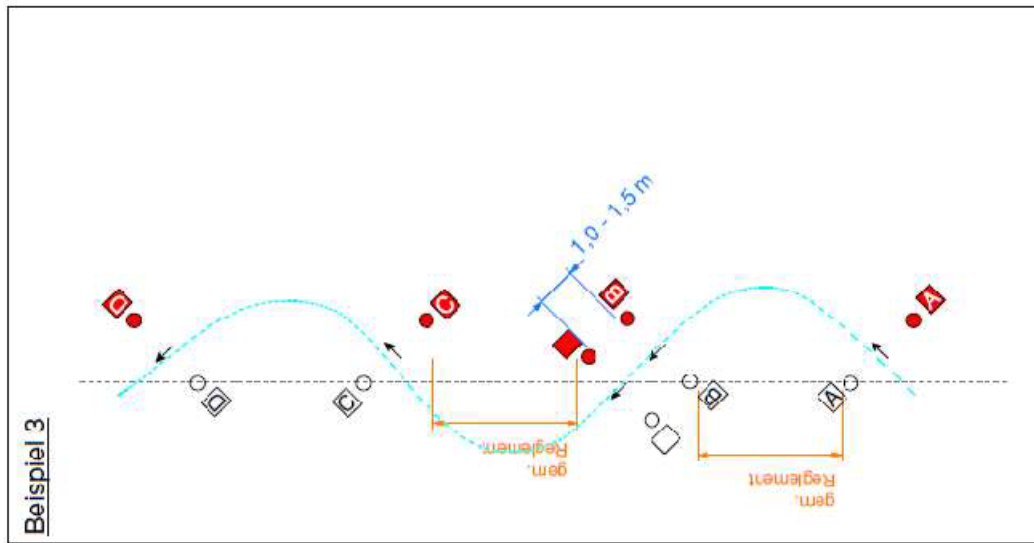 Beispiel 3
D
C
B
A
1,0 - 1,5 m
D
C
B
A
gem.
Reglement
gem.
Reglement